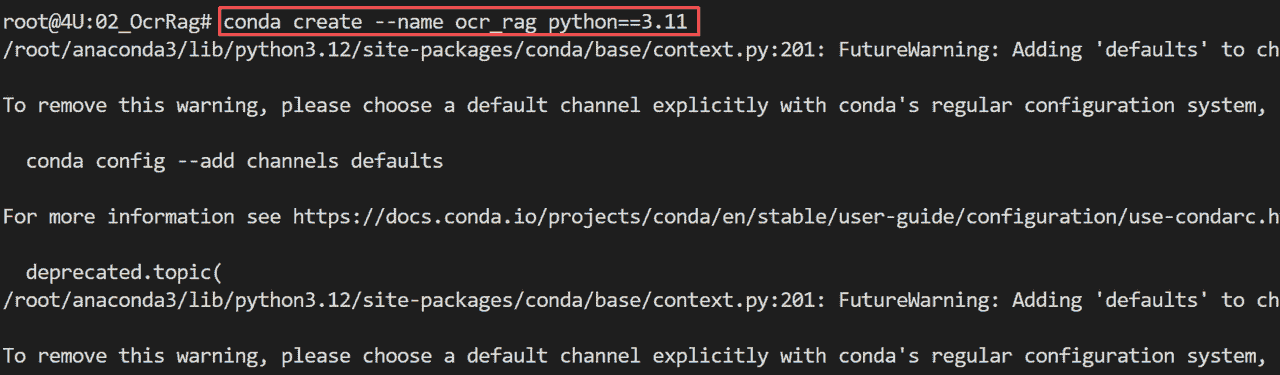 root@4U:02_OcrRag# conda create --name ocr_rag python==3.11
/root/anaconda3/lib/python3.12/site-packages/conda/base/context.py:201: FutureWarning: Adding 'defaults' to ch
To remove this warning, please choose a default channel explicitly with conda's regular configuration system,
conda config --add channels defaults
For more information see https://docs.conda.io/projects/conda/en/stable/user-guide/configuration/use-condarc.h
deprecated.topic(
/root/anaconda3/lib/python3.12/site-packages/conda/base/context.py:201: FutureWarning: Adding 'defaults' to ch
To remove this warning, please choose a default channel explicitly with conda's regular configuration system,